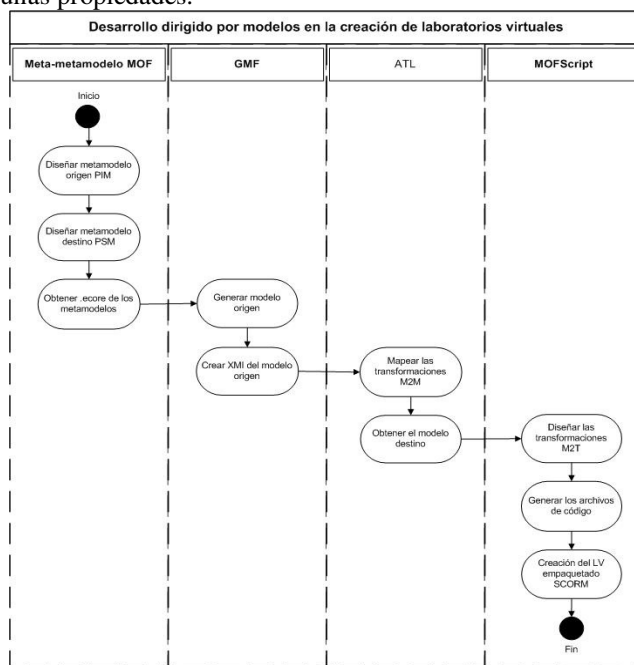 unas propiedades.
Desarrollo dirigido por modelos en la creación de laboratorios virtuales
Meta-metamodelo MOF
GMF
ATL
MOFScript
Inicio
Diseñar metamodelo
origen PIM
Diseñar metamodelo
destino PSM
Obtener .ecore de los
metamodelos
Generar modelo
origen
Crear XMI del modelo
origen
Mapear las
transformaciones
M2M
Obtener el modelo
destino
Diseñar las
transformaciones
M2T
Generar los archivos
de código
Creación del LV
empaquetado
SCORM
Fin